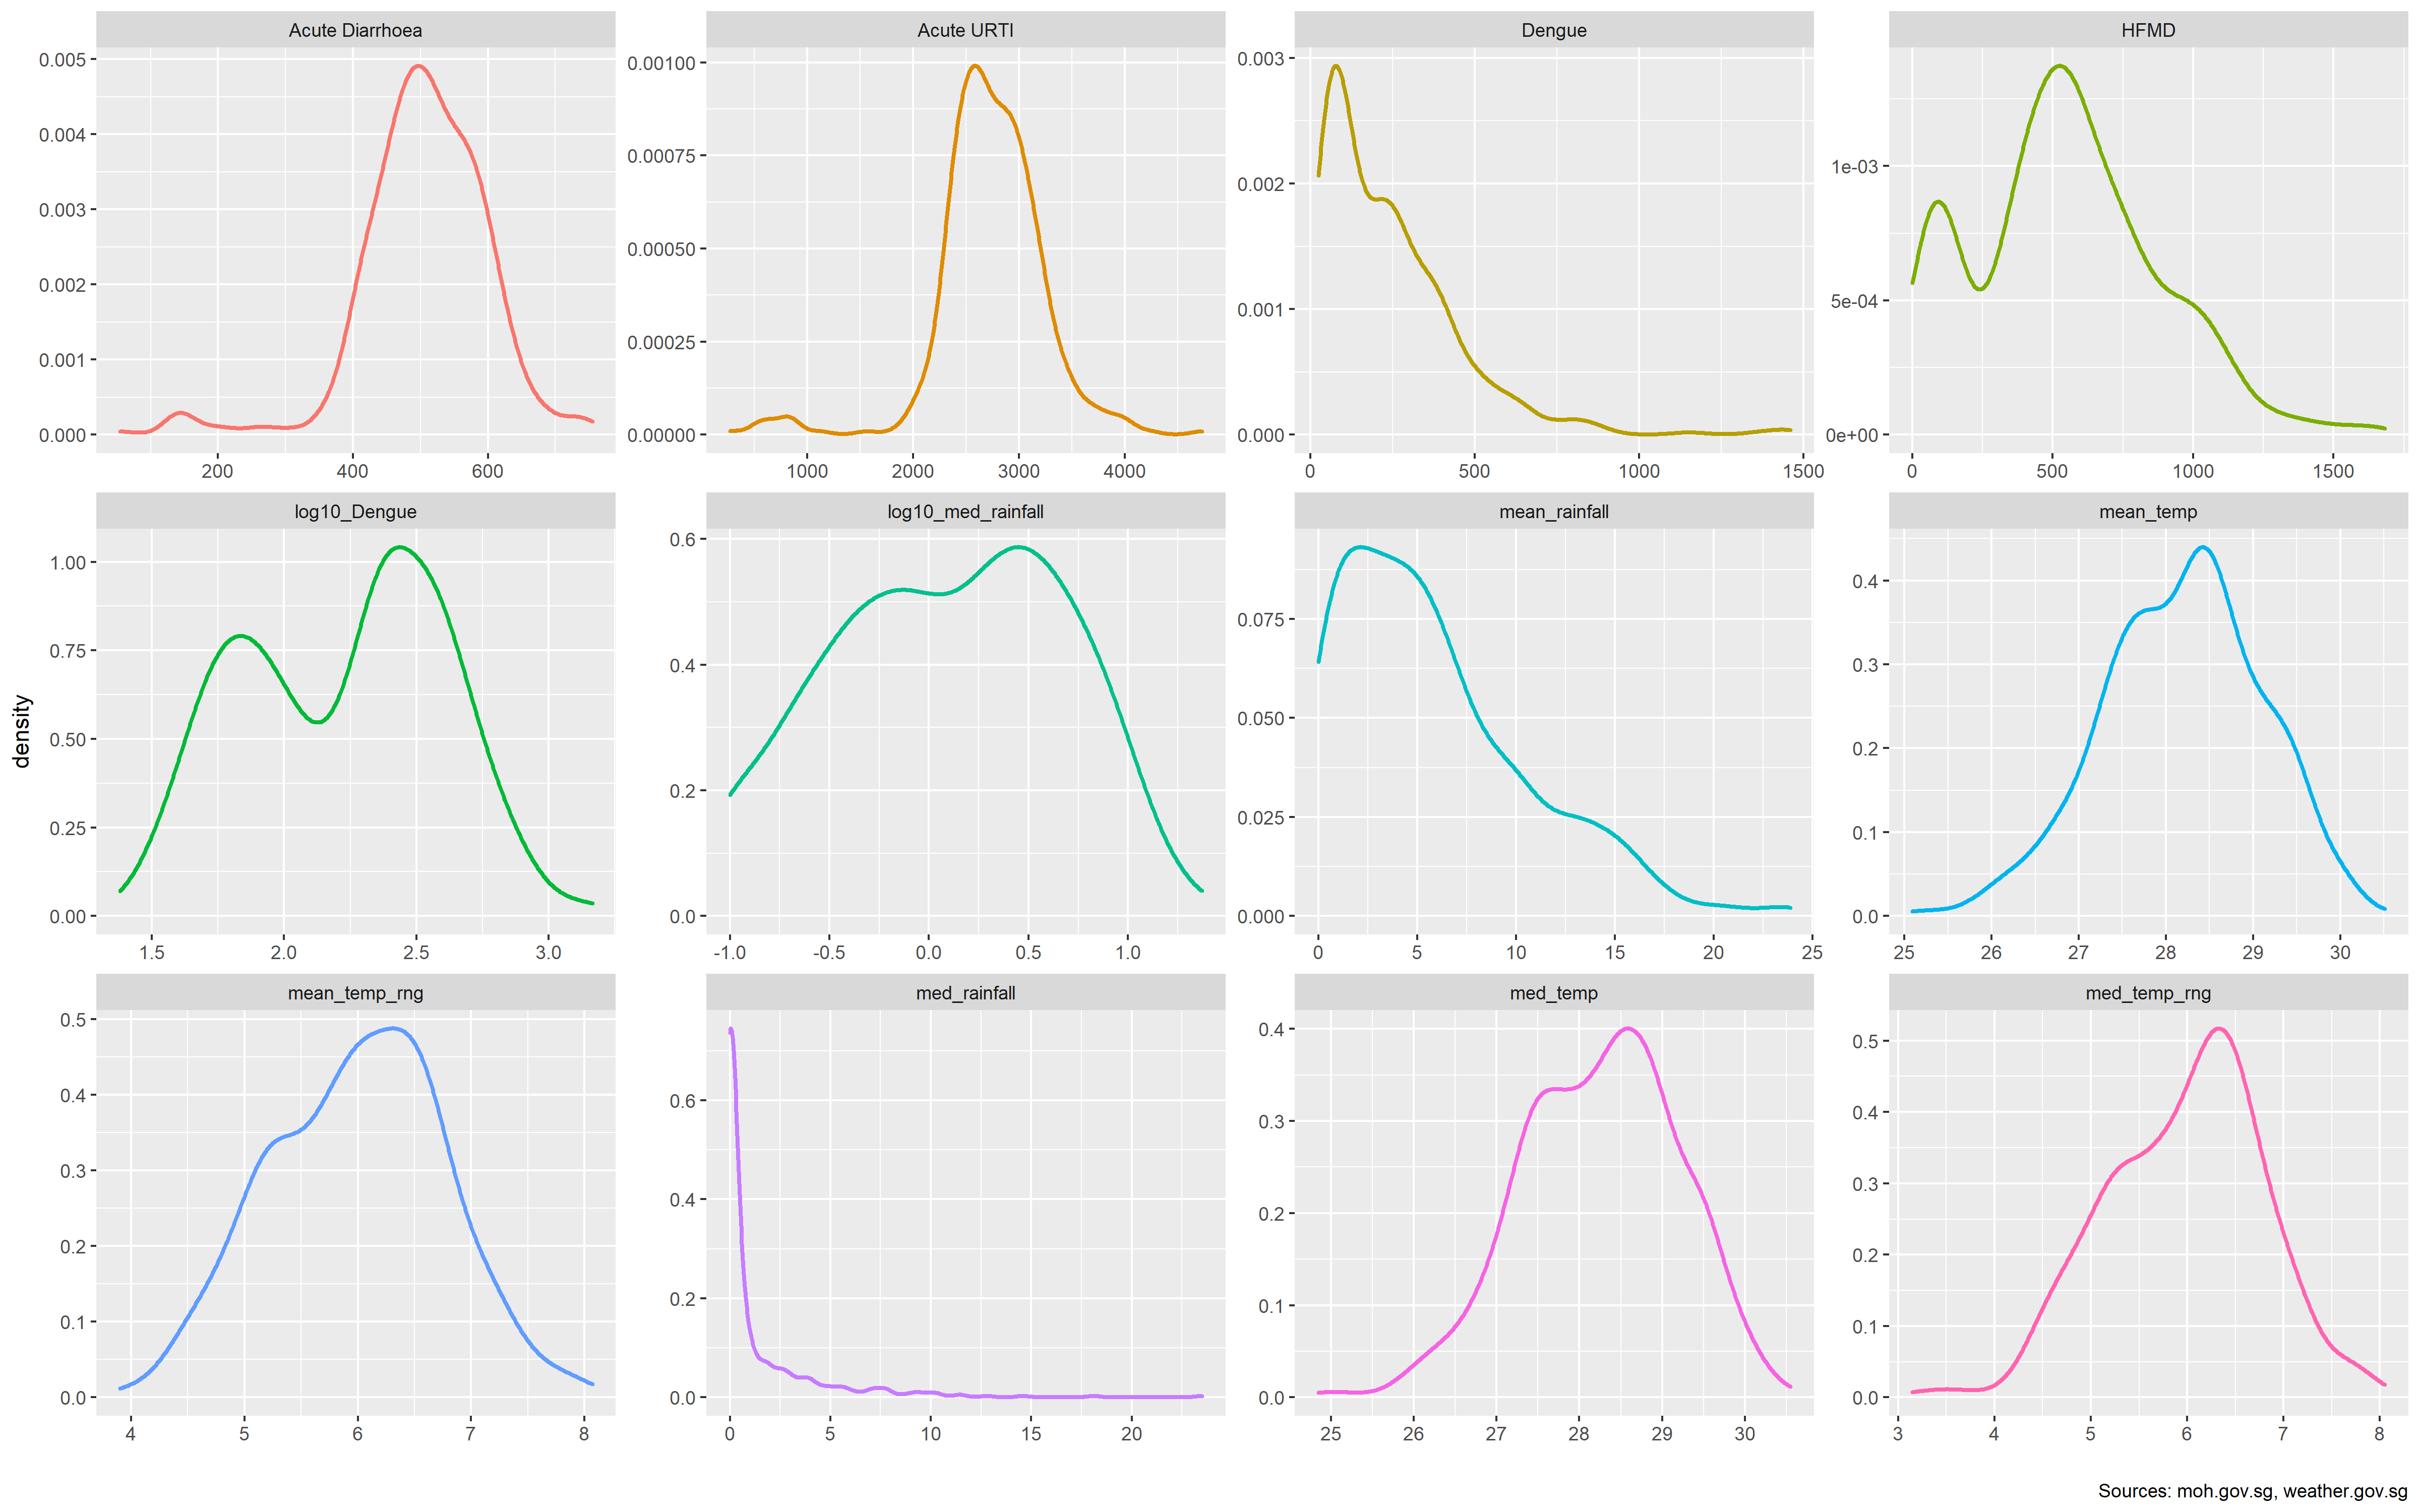 Acute Diarrhoea
Acute URTI
Dengue
HFMD
0.005
0.004
0.003
0.002
0.001
0.000
200 400 600
0.00100
0.00075
0.00050
0.00025
0.00000
1000 2000 3000 4000
0.003
0.002
0.001
0.000
0 500 1000 1500
1e-03
5e-04
0e+00
0 500 1000 1500
density
log10_Dengue
log10_med_rainfall
mean_rainfall
mean_temp
1.00
0.75
0.50
0.25
0.00
1.5 2.0 2.5 3.0
0.6
0.4
0.2
0.0
-1.0 -0.5 0.0 0.5 1.0
0.075
0.050
0.025
0.000
0 5 10 15 20 25
0.4
0.3
0.2
0.1
0.0
25 26 27 28 29 30
mean_temp_rng
med_rainfall
med_temp
med_temp_rng
0.5
0.4
0.3
0.2
0.1
0.0
4 5 6 7 8
0.6
0.4
0.2
0.0
0 5 10 15 20
0.4
0.3
0.2
0.1
0.0
25 26 27 28 29 30
0.5
0.4
0.3
0.2
0.1
0.0
3 4 5 6 7 8
Sources: moh.gov.sg, weather.gov.sg